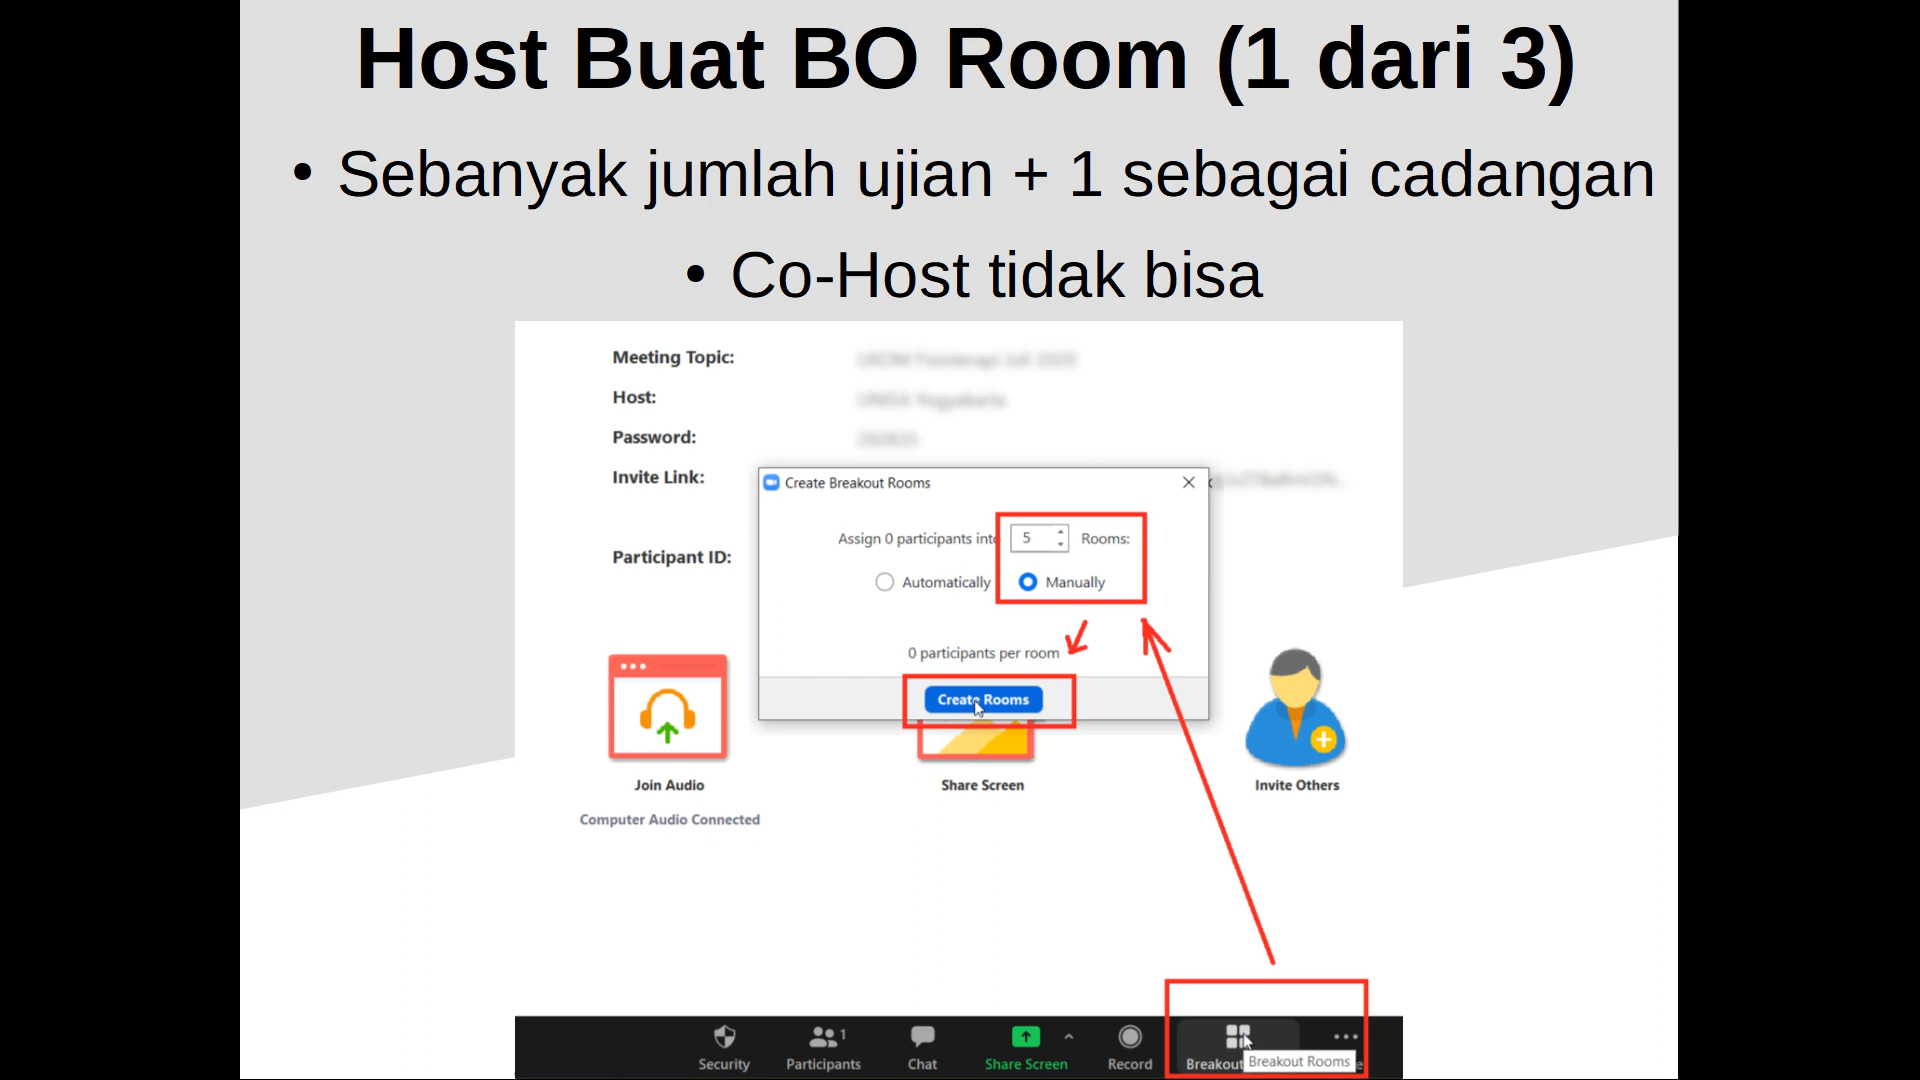 Host Buat BO Room (1 dari 3)
• Sebanyak jumlah ujian + 1 sebagai cadangan
• Co-Host tidak bisa
Meeting Topic:
Host:
Password:
Invite Link:
Participant ID:
Create Breakout Rooms
Assign 0 participants into 5 Rooms:
Automatically Manually
0 participants per room
Create Rooms
Join Audio Share Screen Invite Others
Computer Audio Connected
1
Security Participants Chat Share Screen Record Breakout
Breakout Rooms